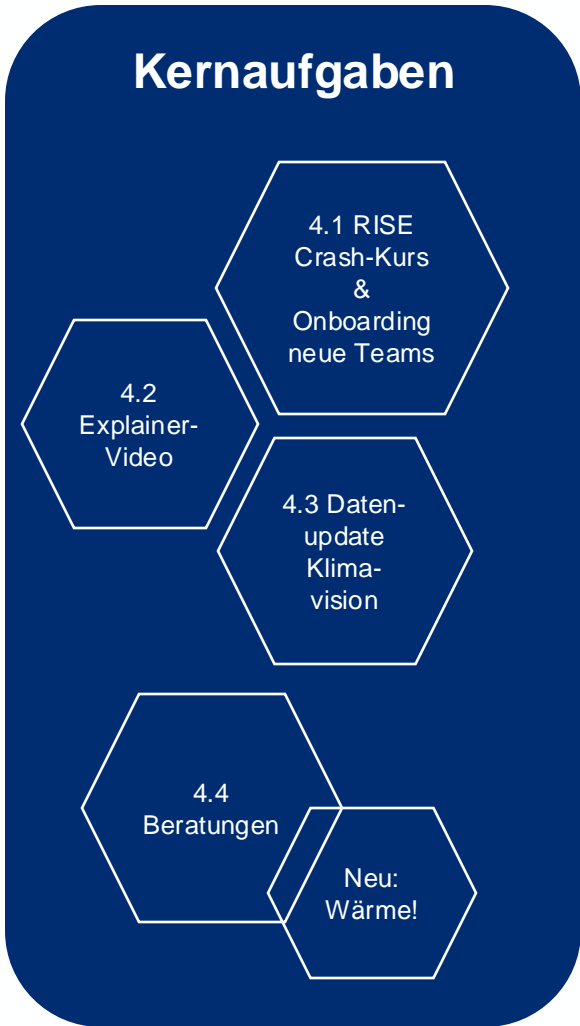 Kernaufgaben
4.1 RISE
Crash-Kurs
&
Onboarding
neue Teams
4.2
Explainer-
Video
4.3 Daten-
update
Klima-
vision
4.4
Beratungen
Neu:
Wärme!